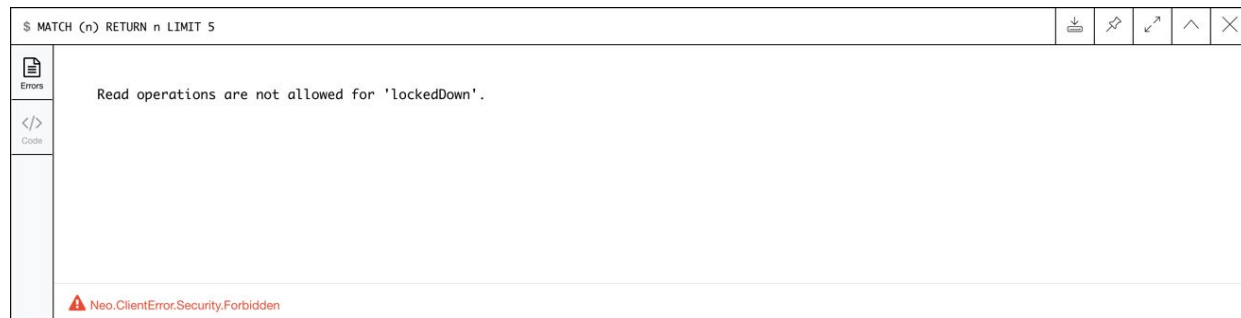 $ MATCH (n) RETURN n LIMIT 5
Errors
Read operations are not allowed for 'lockedDown'.
</>
Code
Neo.ClientError.Security.Forbidden